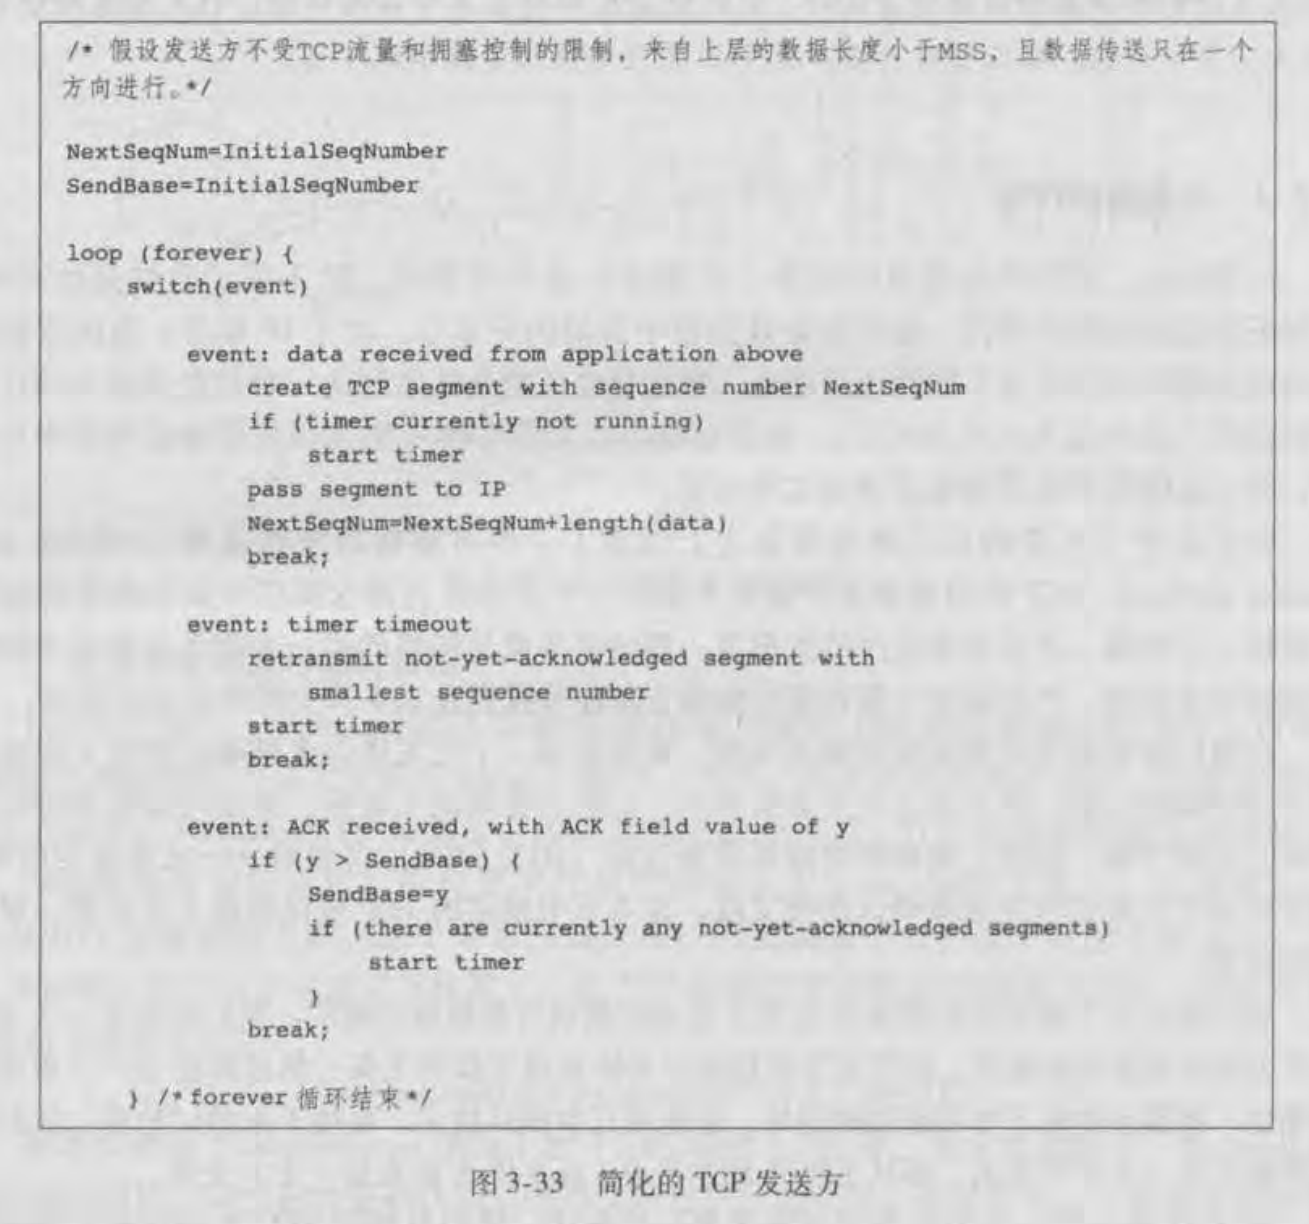 /* 假设发送方不受TCP流量和拥塞控制的限制，来自上层的数据长度小于MSS，且数据传送只在一个
方向进行。*/
NextSeqNum=InitialSeqNumber
SendBase=InitialSeqNumber
loop (forever) {
switch(event)
event: data received from application above
create TCP segment with sequence number NextSeqNum
if (timer currently not running)
start timer
pass segment to IP
NextSeqNum=NextSeqNum+length(data)
break;
event: timer timeout
retransmit not-yet-acknowledged segment with
smallest sequence number
start timer
break;
event: ACK received, with ACK field value of y
if (y > SendBase) {
SendBase=y
if (there are currently any not-yet-acknowledged segments)
start timer
}
break;
} /*forever 循环结束*/
图 3-33 简化的 TCP 发送方